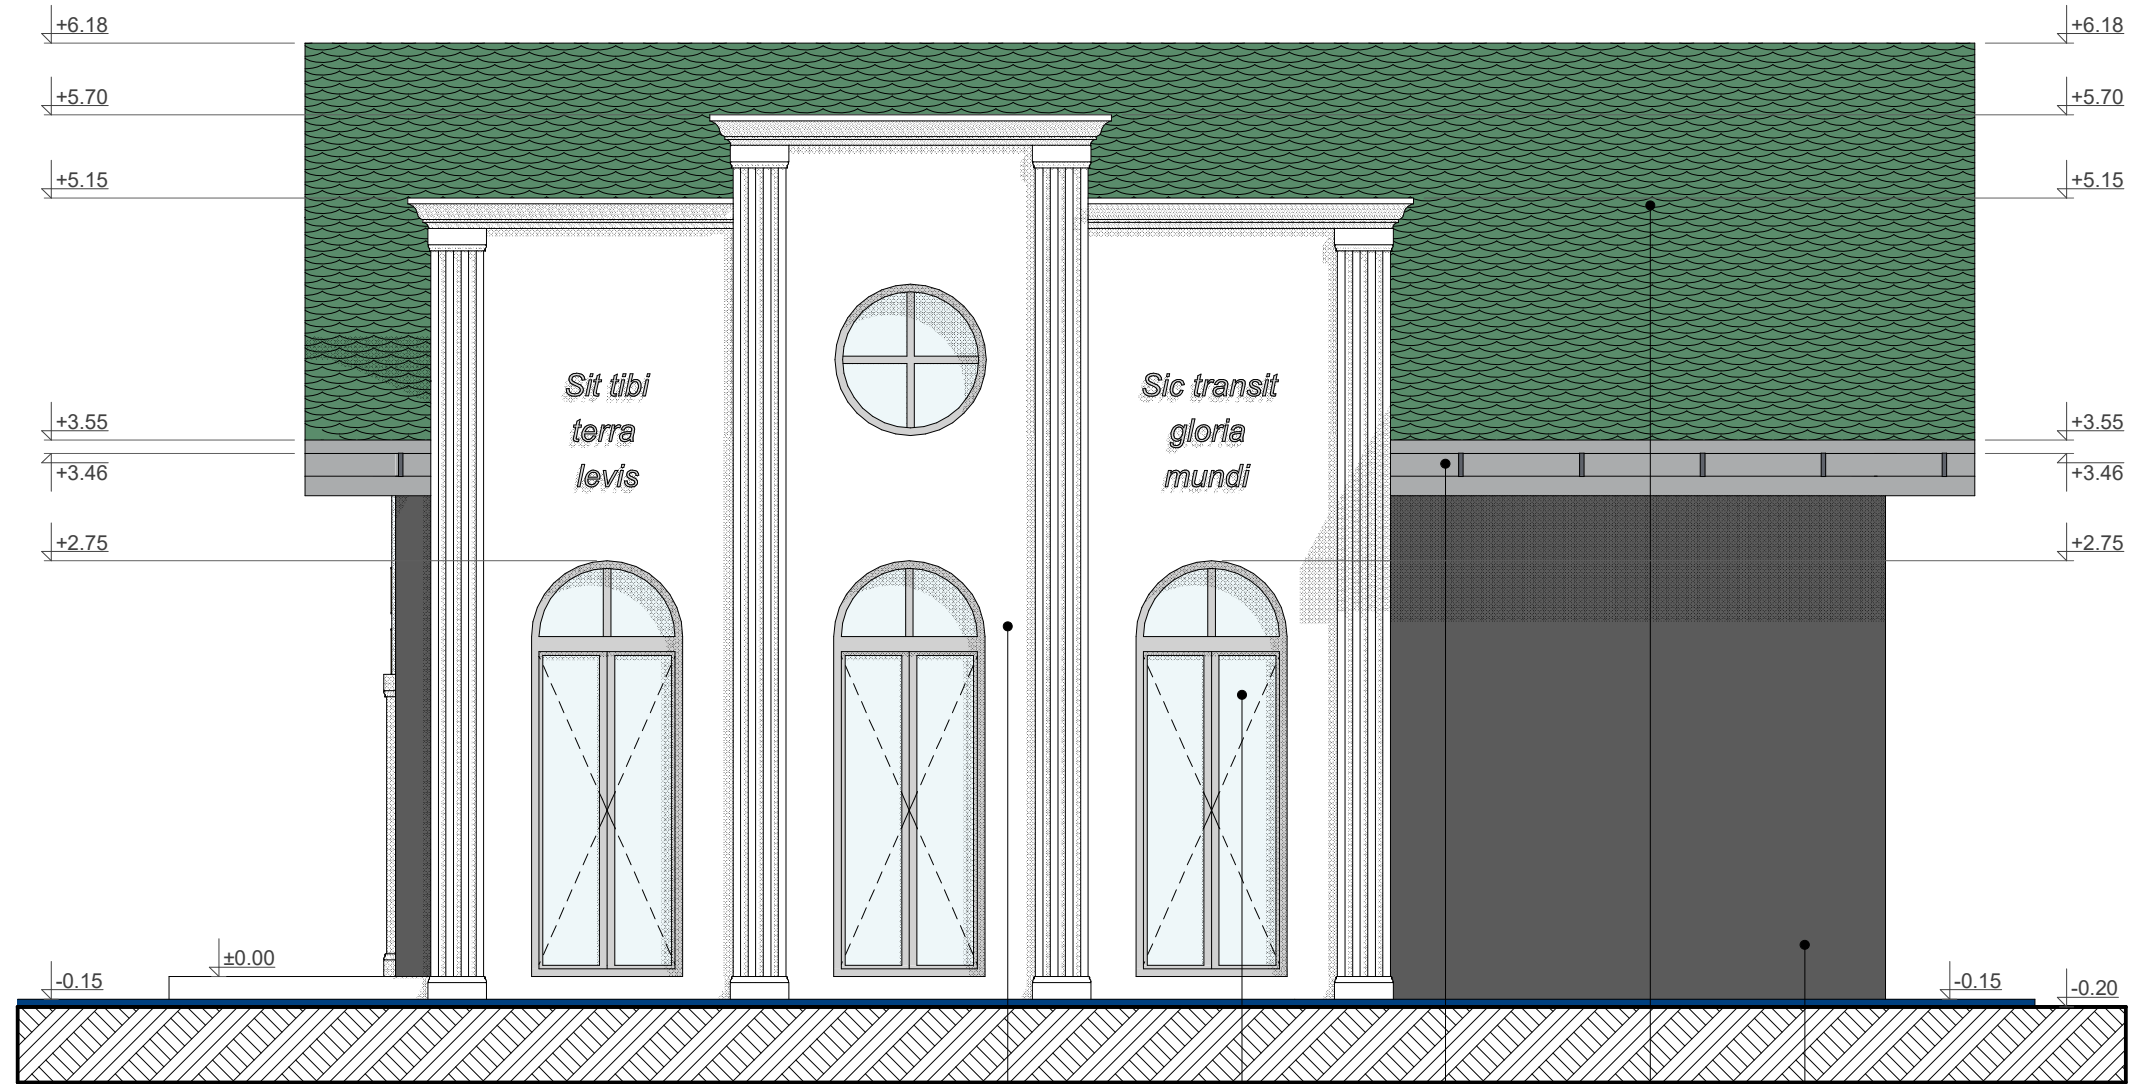 +6.18
+6.18
+5.70
+5.70
+5.15
+5.15
Sit tibi
terra
levis
Sic transit
gloria
mundi
+3.55
+3.55
+3.46
+3.46
+2.75
+2.75
±0.00
-0.15
-0.15
-0.20